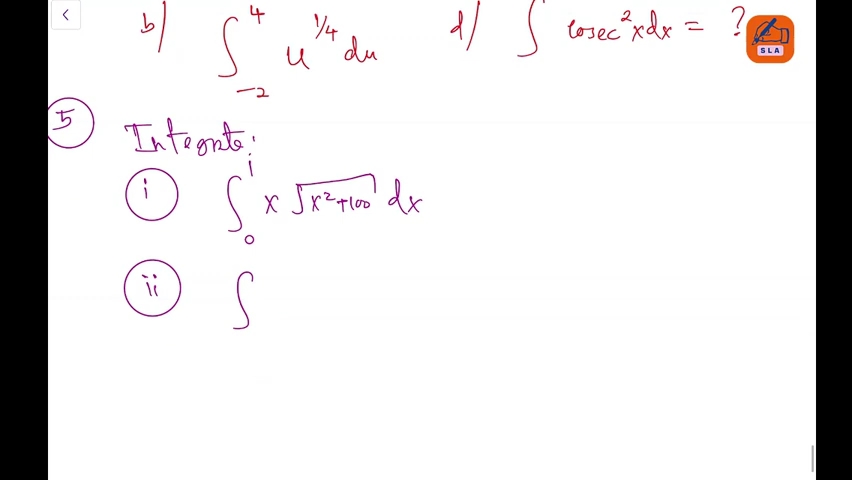 b) ∫₋₂⁴ u^{1/4} du d) ∫ cosec²x dx = ?
SLA
5 Integrate:
i ∫₀¹ x √(x²+100) dx
ii ∫